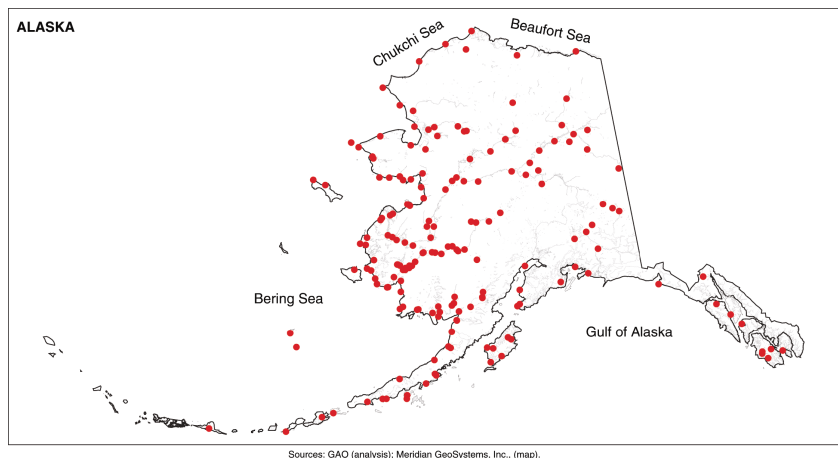 ALASKA
Chukchi Sea
Beaufort Sea
Bering Sea
Gulf of Alaska
Sources: GAO (analysis); Meridian GeoSystems, Inc., (map).